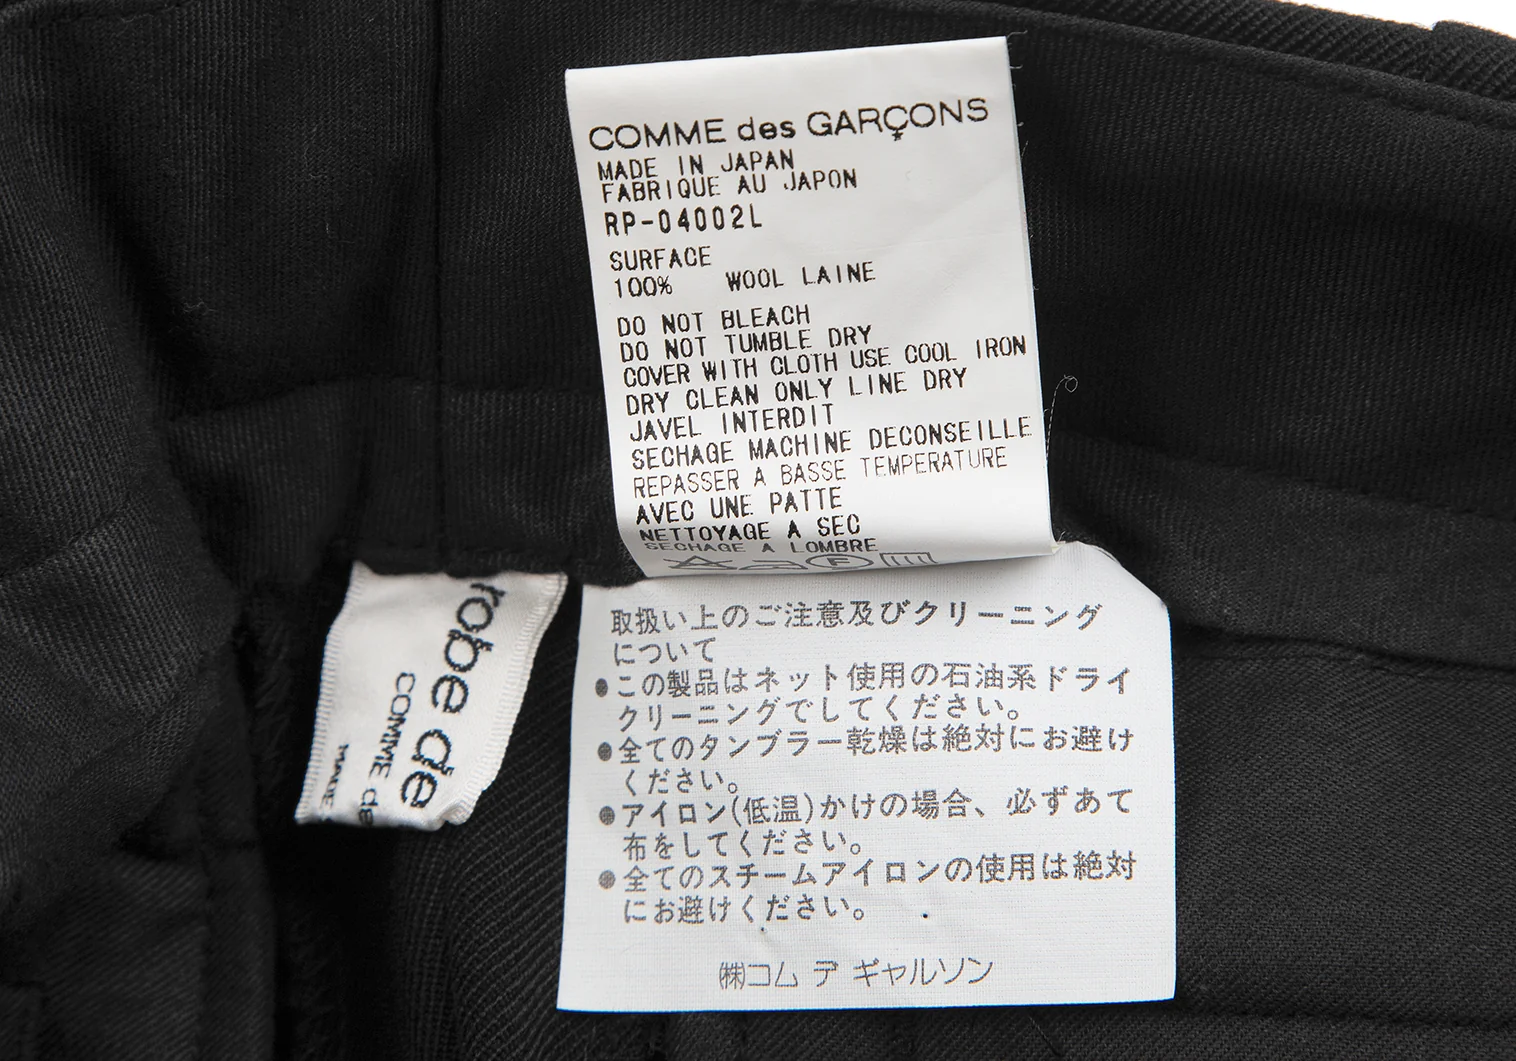 COMME des GARÇONS
MADE IN JAPAN
FABRIQUE AU JAPON
RP-04002L
SURFACE
100% WOOL LAINE
DO NOT BLEACH
DO NOT TUMBLE DRY
COVER WITH CLOTH USE COOL IRON
DRY CLEAN ONLY LINE DRY
JAVEL INTERDIT
SECHAGE MACHINE DECONSEILLE
REPASSER A BASSE TEMPERATURE
AVEC UNE PATTE
NETTOYAGE A SEC
SECHAGE A LOMBRE
F
robe de
COMME de
MADE
取扱い上のご注意及びクリーニング
について
●この製品はネット使用の石油系ドライ
クリーニングでしてください。
●全てのタンブラー乾燥は絶対にお避け
ください。
●アイロン(低温)かけの場合、必ずあて
布をしてください。
●全てのスチームアイロンの使用は絶対
にお避けください。
㈱コム デ ギャルソン